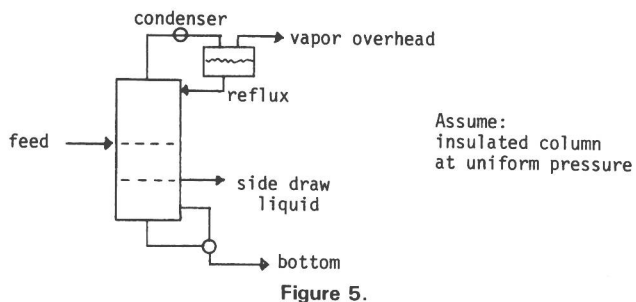 condenser
vapor overhead
reflux
feed
Assume:
insulated column
at uniform pressure
side draw
liquid
bottom
Figure 5.